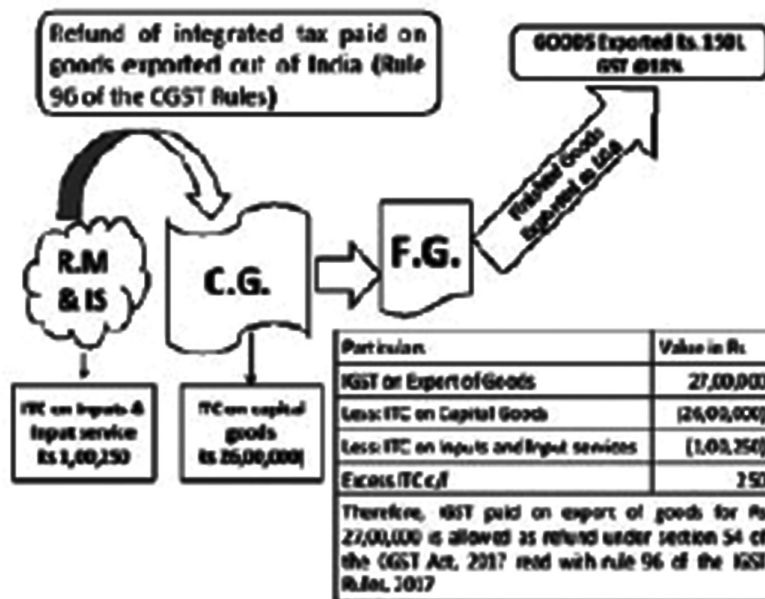 Refund of integrated tax paid on
goods exported out of India (Rule
96 of the CGST Rules)
GOODS Exported Rs. 150L
GST @18%
Finished Goods
Exported to USA
R.M
& IS
C.G.
F.G.
ITC on inputs &
Input service
Rs 1,00,250
ITC on capital
goods
Rs 26,00,000
Particulars Value in Rs
IGST on Export of Goods 27,00,000
Less: ITC on Capital Goods (26,00,000)
Less: ITC on inputs and Input services (1,00,250)
Excess ITC c/f 250
Therefore, IGST paid on export of goods for Rs
27,00,000 is allowed as refund under section 54 of
the CGST Act, 2017 read with rule 96 of the IGST
Rules, 2017